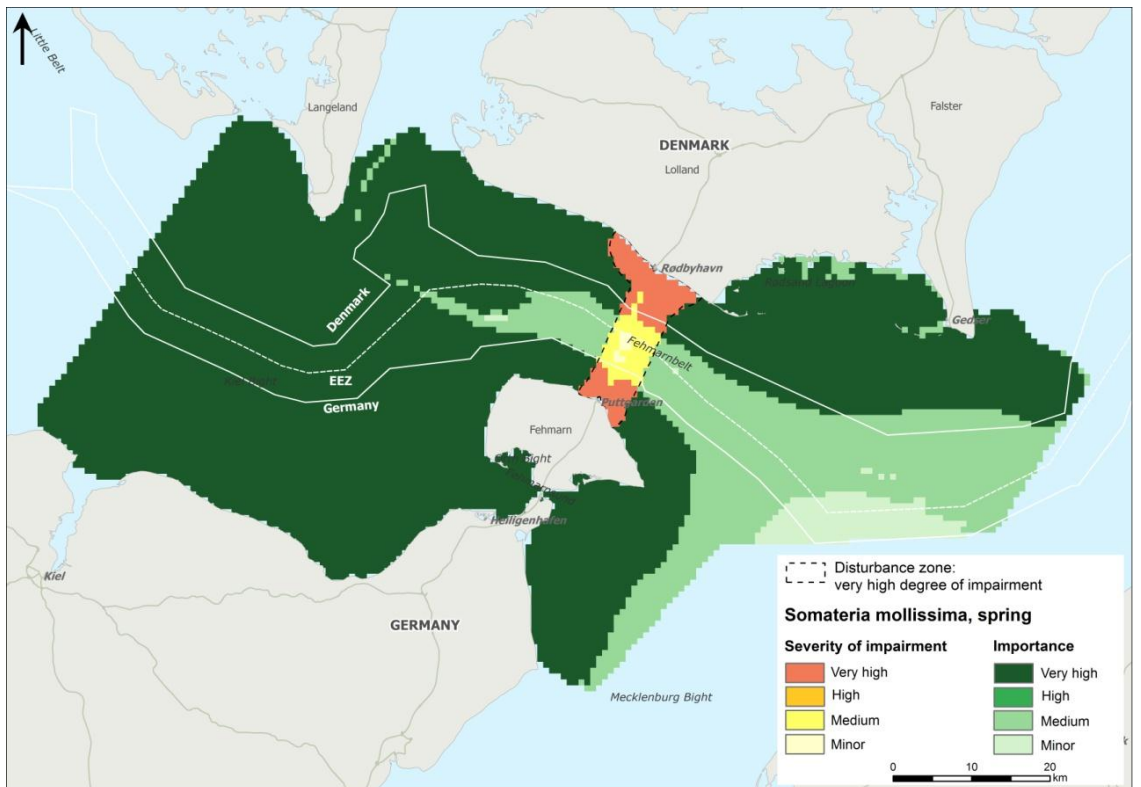 Little Belt
Langeland
Falster
DENMARK
Lolland
Rødbyhavn
Rødsand Lagoon
Gedser
Denmark
Fehmarnbelt
EEZ
Germany
Puttgarden
Fehmarn
Heiligenhafen
Kiel
GERMANY
Mecklenburg Bight
Disturbance zone:
very high degree of impairment
Somateria mollissima, spring
Severity of impairment
Very high
High
Medium
Minor
Importance
Very high
High
Medium
Minor
0 10 20
km